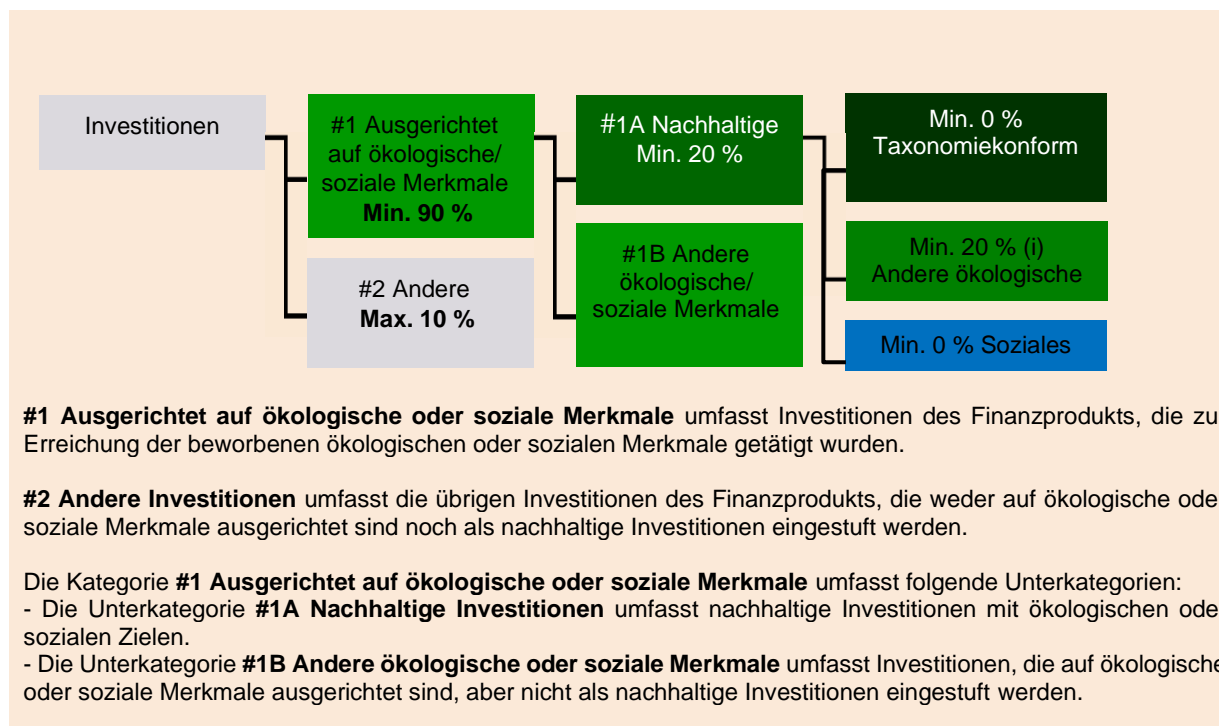 Investitionen
#1 Ausgerichtet
auf ökologische/
soziale Merkmale
Min. 90 %
#2 Andere
Max. 10 %
#1A Nachhaltige
Min. 20 %
#1B Andere
ökologische/
soziale Merkmale
Min. 0 %
Taxonomiekonform
Min. 20 % (i)
Andere ökologische
Min. 0 % Soziales
#1 Ausgerichtet auf ökologische oder soziale Merkmale umfasst Investitionen des Finanzprodukts, die zu
Erreichung der beworbenen ökologischen oder sozialen Merkmale getätigt wurden.
#2 Andere Investitionen umfasst die übrigen Investitionen des Finanzprodukts, die weder auf ökologische ode
soziale Merkmale ausgerichtet sind noch als nachhaltige Investitionen eingestuft werden.
Die Kategorie #1 Ausgerichtet auf ökologische oder soziale Merkmale umfasst folgende Unterkategorien:
- Die Unterkategorie #1A Nachhaltige Investitionen umfasst nachhaltige Investitionen mit ökologischen ode
sozialen Zielen.
- Die Unterkategorie #1B Andere ökologische oder soziale Merkmale umfasst Investitionen, die auf ökologische
oder soziale Merkmale ausgerichtet sind, aber nicht als nachhaltige Investitionen eingestuft werden.